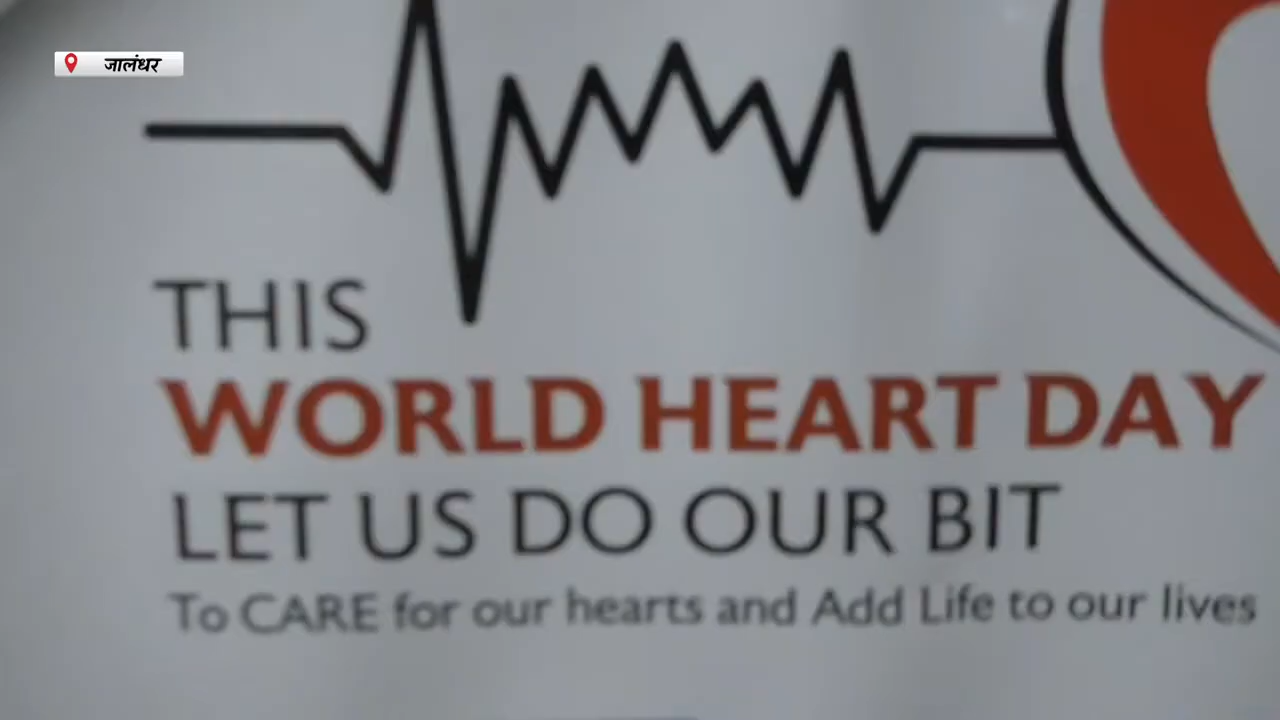 जालंधर
THIS
WORLD HEART DAY
LET US DO OUR BIT
To CARE for our hearts and Add Life to our lives